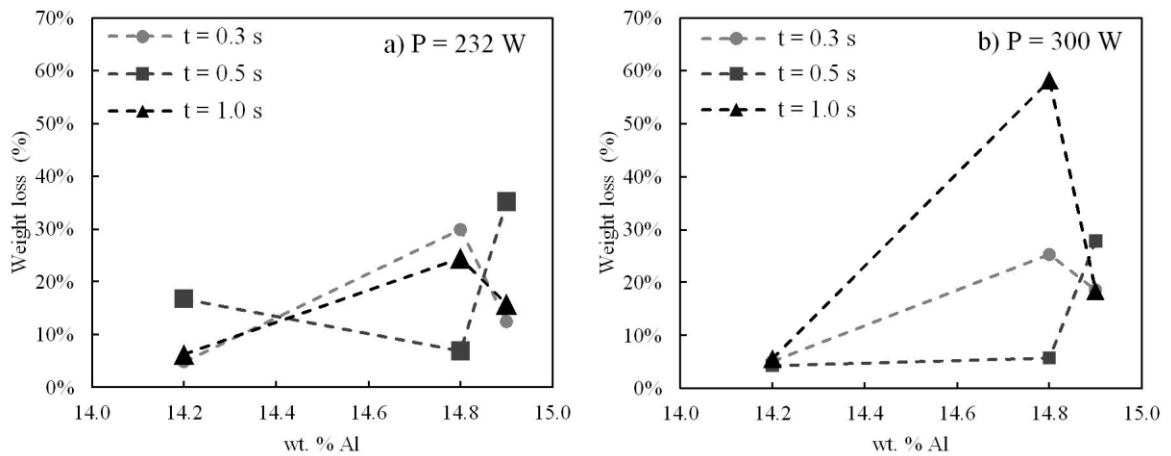 70%
60%
50%
40%
30%
20%
10%
0%
Weight loss (%)
t = 0.3 s
t = 0.5 s
t = 1.0 s
a) P = 232 W
14.0 14.2 14.4 14.6 14.8 15.0
wt. % Al
70%
60%
50%
40%
30%
20%
10%
0%
Weight loss (%)
t = 0.3 s
t = 0.5 s
t = 1.0 s
b) P = 300 W
14.0 14.2 14.4 14.6 14.8 15.0
wt. % Al